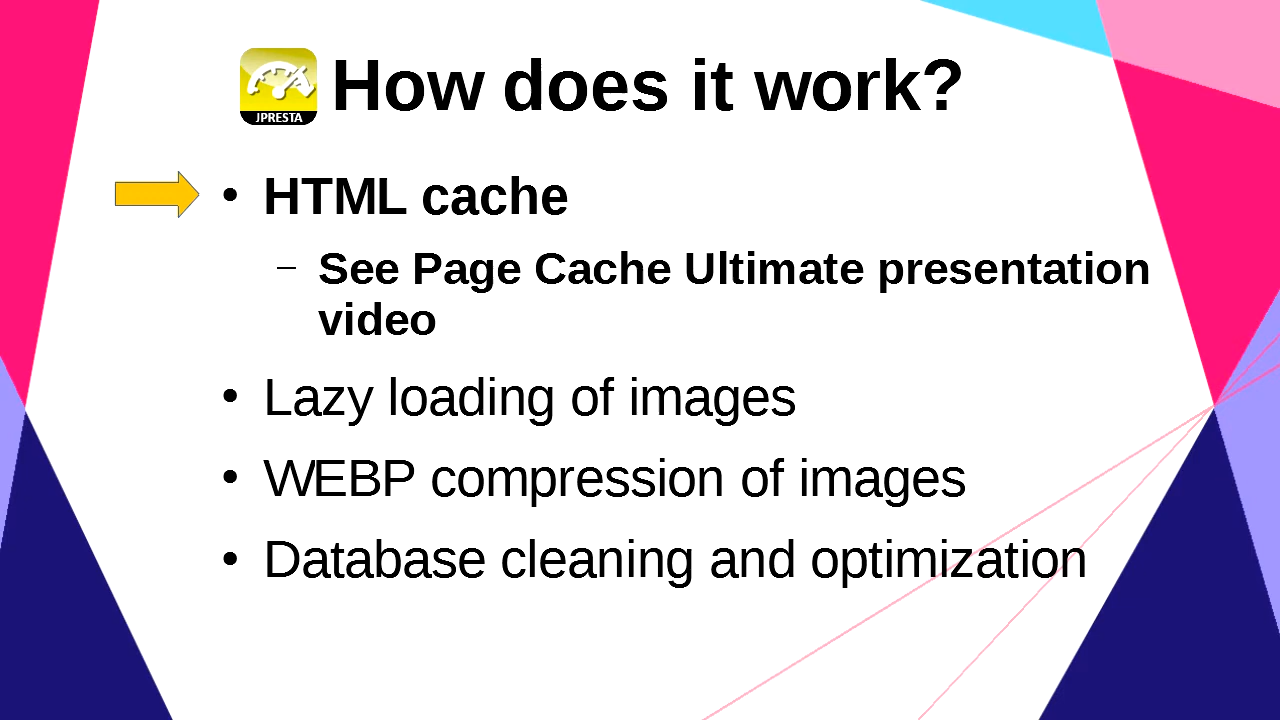 JPRESTA
How does it work?
• HTML cache
– See Page Cache Ultimate presentation
video
• Lazy loading of images
• WEBP compression of images
• Database cleaning and optimization